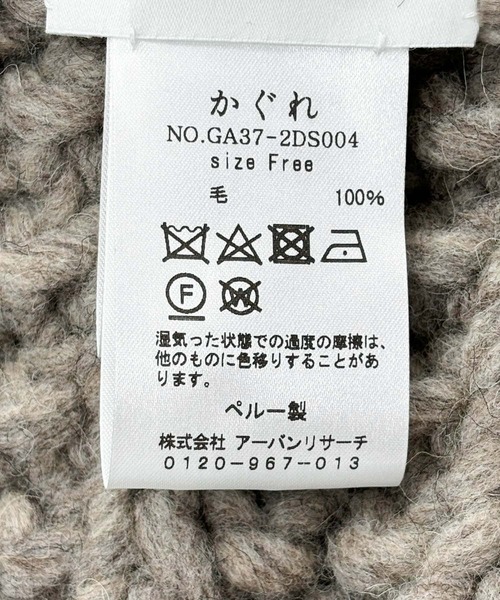 かぐれ
NO.GA37-2DS004
size Free
毛 100%
F
W
湿気った状態での過度の摩擦は、
他のものに色移りすることがあ
ります。
ペルー製
株式会社 アーバンリサーチ
0120-967-013